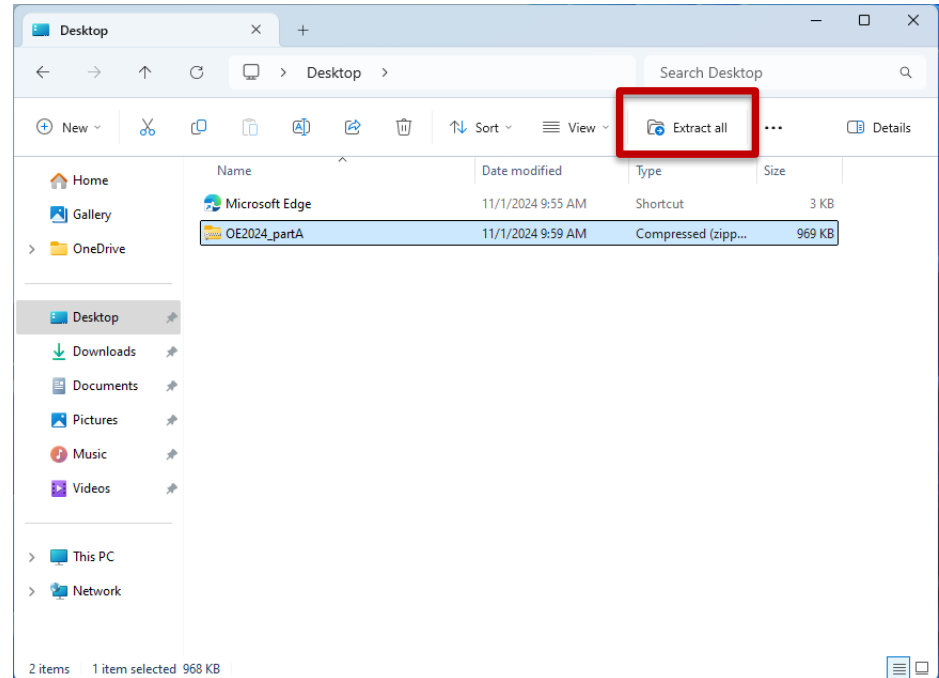 Desktop
Desktop >
Search Desktop
New
Sort
View
Extract all
...
Details
Name
Date modified
Type
Size
Home
Microsoft Edge
11/1/2024 9:55 AM
Shortcut
3 KB
Gallery
OE2024_partA
11/1/2024 9:59 AM
Compressed (zipp...
969 KB
OneDrive
Desktop
Downloads
Documents
Pictures
Music
Videos
This PC
Network
2 items
1 item selected 968 KB